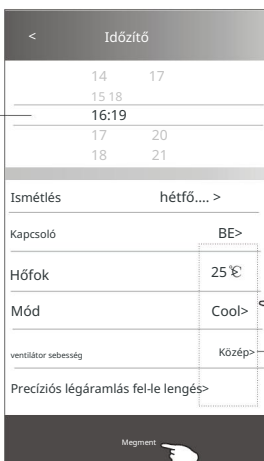 < Időzítő
14 17
15 18
16:19
17 20
18 21
Ismétlés hétfő.... >
Kapcsoló BE>
Hőfok 25℃
Mód Cool>
ventilátor sebesség Közép>
Precíziós légáramlás fel-le lengés>
Megment